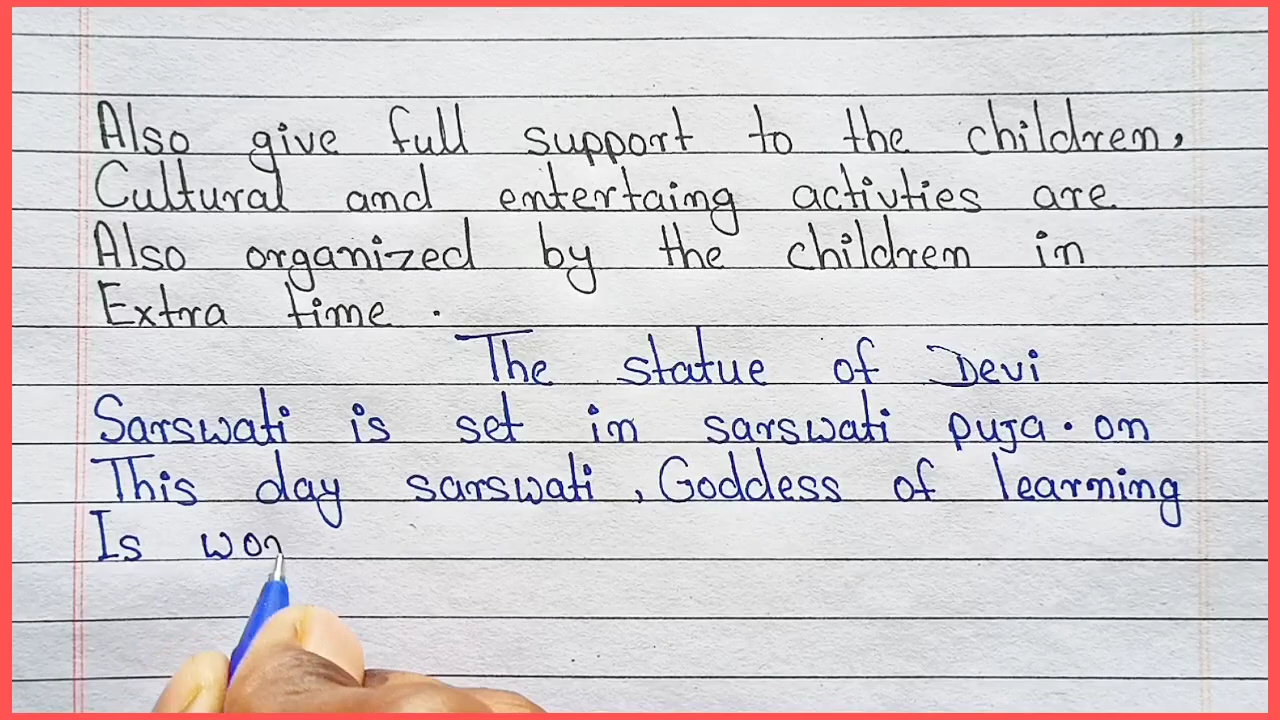 Also give full support to the children,
Cultural and entertaing activties are
Also organized by the children in
Extra time .
The statue of Devi
Sarswati is set in sarswati puja. on
This day sarswati , Goddess of learning
Is wor